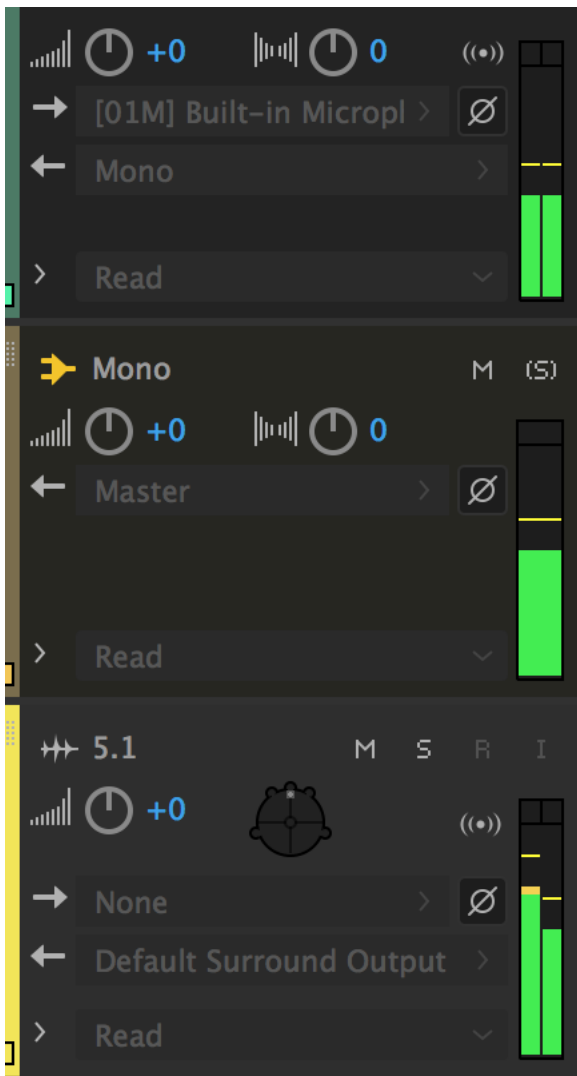 +0 0
[01M] Built-in Micropl
Mono
Read
Mono M (S)
+0 0
Master
Read
5.1 M S R I
+0
None
Default Surround Output
Read